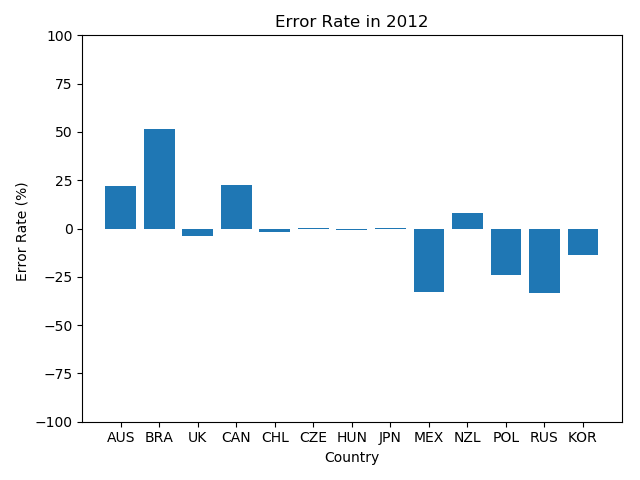 Error Rate in 2012
100
75
50
25
0
−25
−50
−75
−100
Error Rate (%)
AUS BRA UK CAN CHL CZE HUN JPN MEX NZL POL RUS KOR
Country